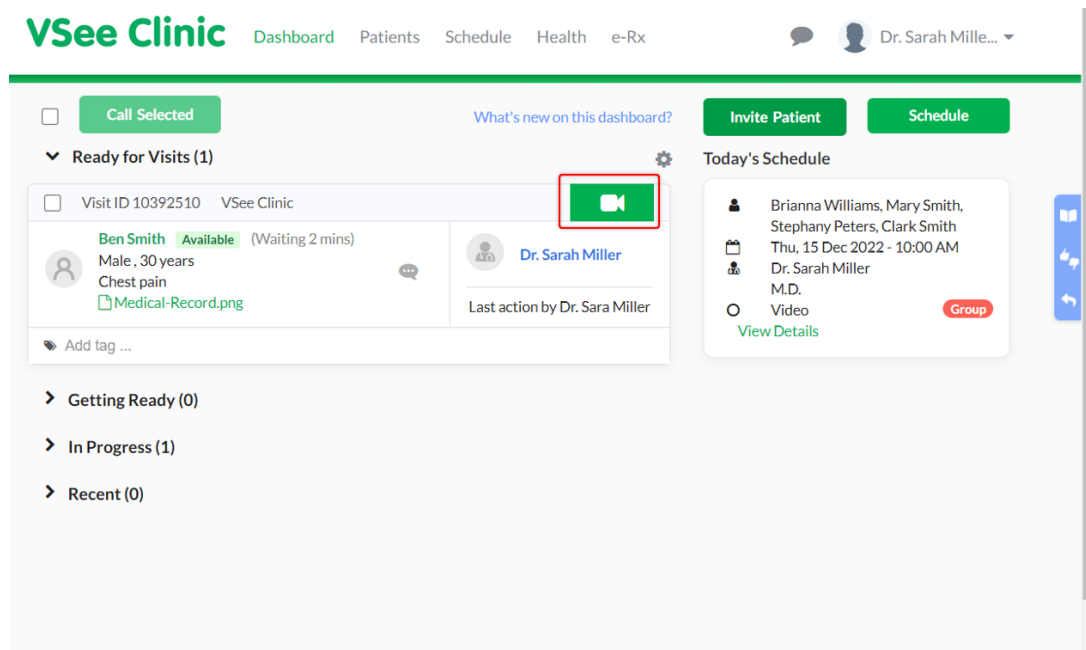 VSee Clinic Dashboard Patients Schedule Health e-Rx Dr. Sarah Mille...
Call Selected What's new on this dashboard? Invite Patient Schedule
Ready for Visits (1)
Visit ID 10392510 VSee Clinic
Ben Smith Available (Waiting 2 mins)
Male , 30 years
Chest pain
Medical-Record.png
Dr. Sarah Miller
Last action by Dr. Sara Miller
Add tag ...
Getting Ready (0)
In Progress (1)
Recent (0)
Today's Schedule
Brianna Williams, Mary Smith,
Stephany Peters, Clark Smith
Thu, 15 Dec 2022 - 10:00 AM
Dr. Sarah Miller
M.D.
Video Group
View Details